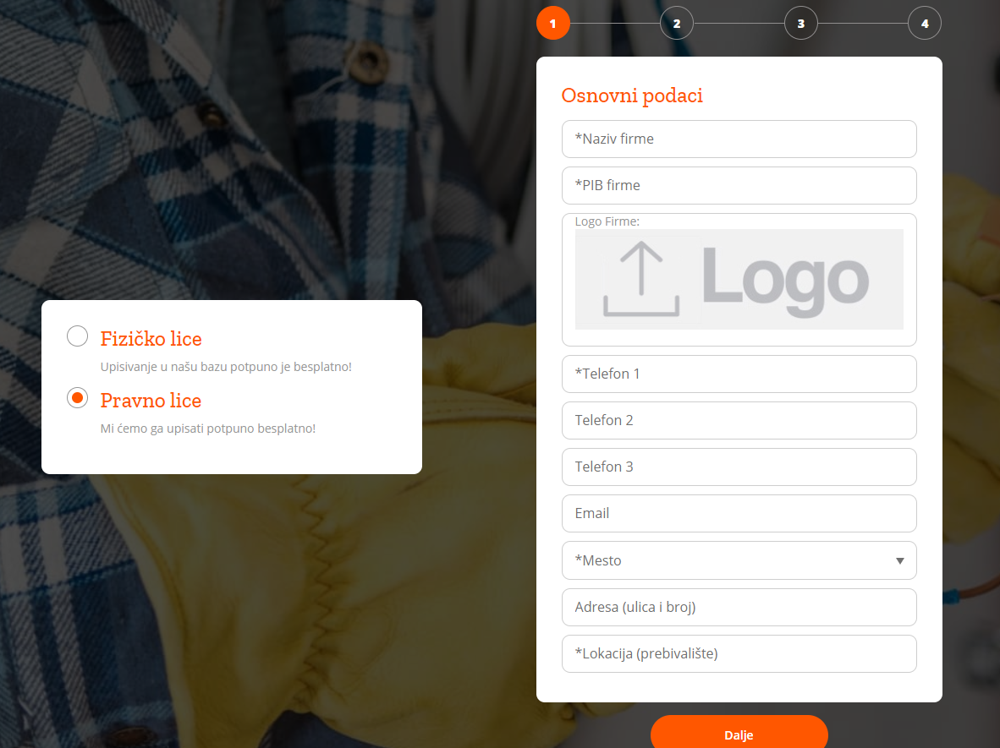 1
2
3
4
Fizičko lice
Upisivanje u našu bazu potpuno je besplatno!
Pravno lice
Mi ćemo ga upisati potpuno besplatno!
Osnovni podaci
*Naziv firme
*PIB firme
Logo Firme:
Logo
*Telefon 1
Telefon 2
Telefon 3
Email
*Mesto
Adresa (ulica i broj)
*Lokacija (prebivalište)
Dalje